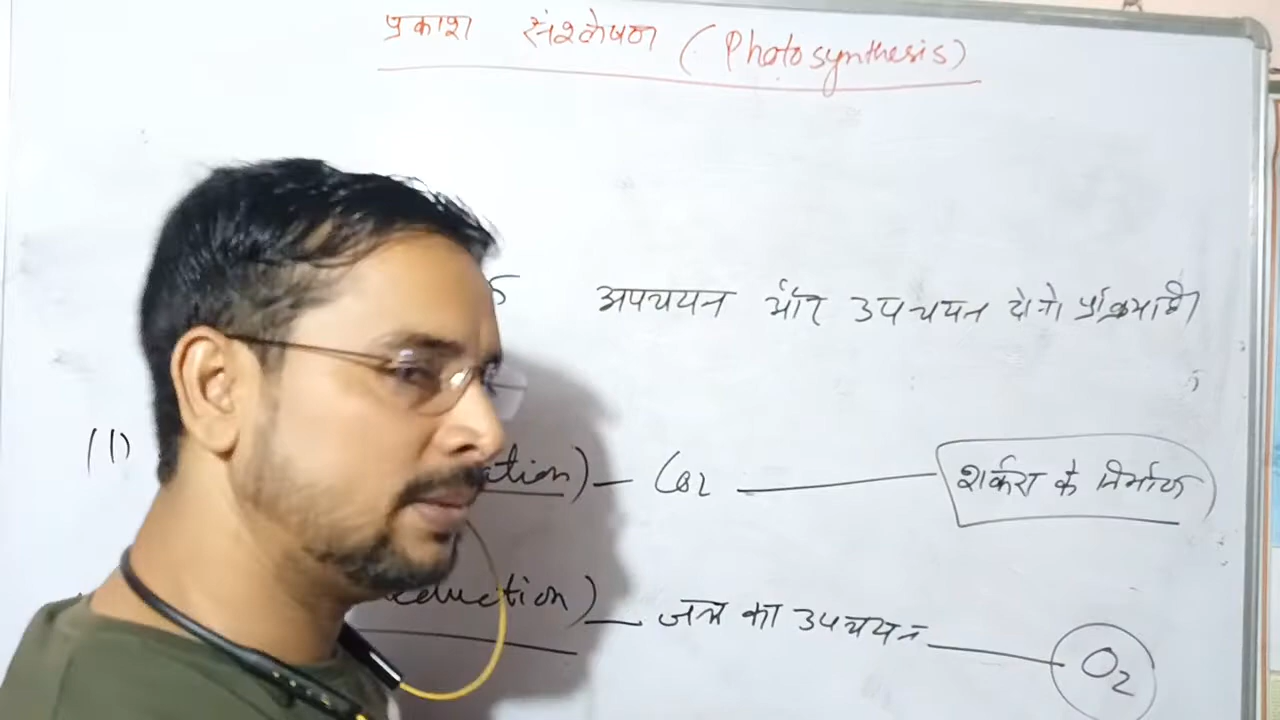 प्रकाश संश्लेषण (Photosynthesis)
अपचयन और उपचयन दोनो प्रक्रियाये
(1) ation) — CO2 — शर्करा के निर्माण
eduction) — जल का उपचयन — O2